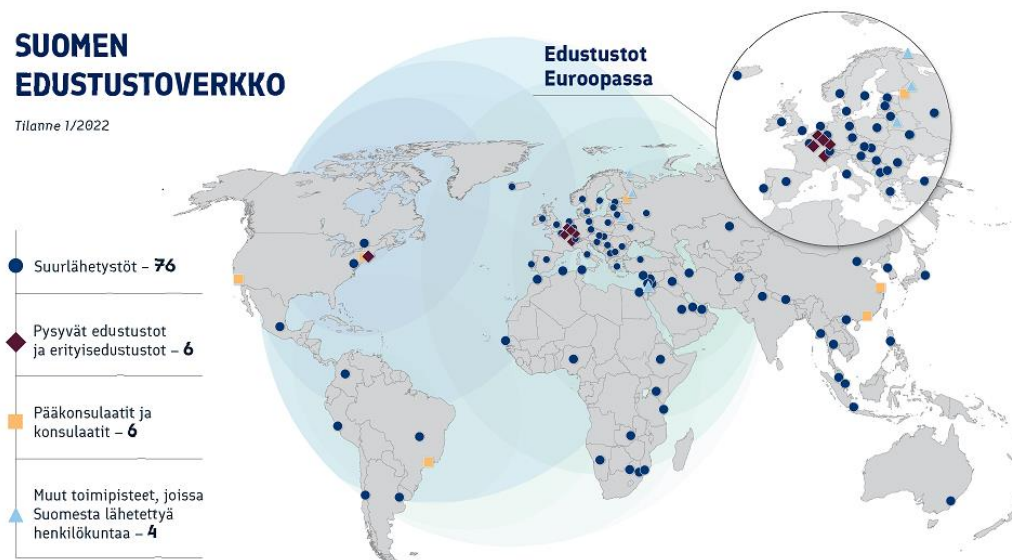 SUOMEN
EDUSTUSTOVERKKO
Tilanne 1/2022
Edustustot
Euroopassa
Suurlähetystöt – 76
Pysyvät edustustot
ja erityisedustustot – 6
Pääkonsulaatit ja
konsulaatit – 6
Muut toimipisteet, joissa
Suomesta lähetettyä
henkilökuntaa – 4